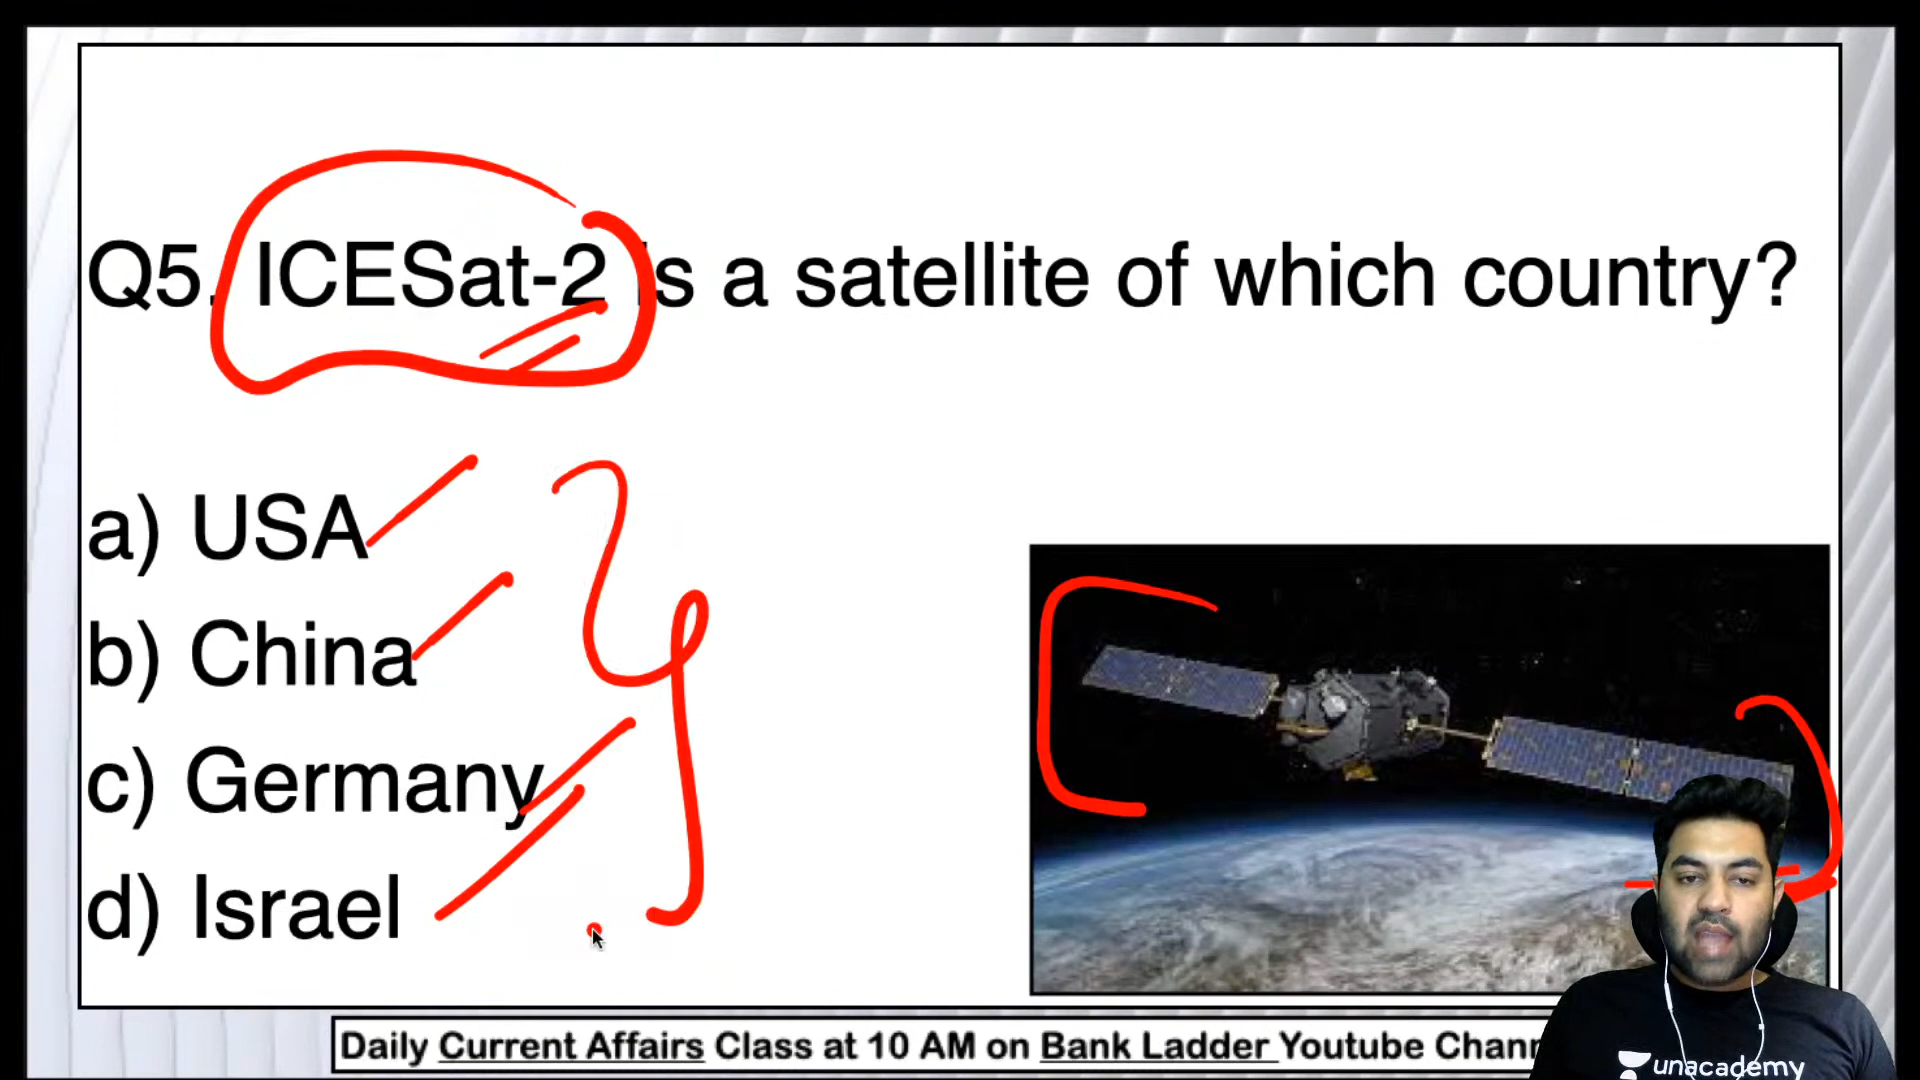 Q5. ICESat-2 is a satellite of which country?
a) USA
b) China
c) Germany
d) Israel
Daily Current Affairs Class at 10 AM on Bank Ladder Youtube
unacademy